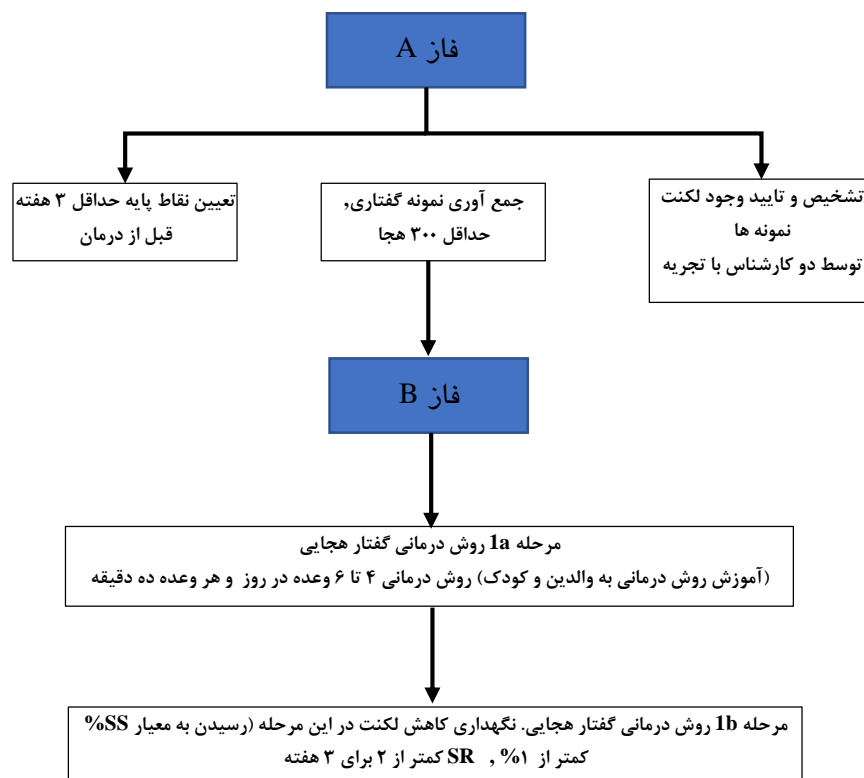 فاز A
تشخیص و تایید وجود لکنت
نمونه ها
توسط دو کارشناس با تجریه
جمع آوری نمونه گفتاری,
حداقل ۳۰۰ هجا
تعیین نقاط پایه حداقل ۳ هفته
قبل از درمان
فاز B
مرحله 1a روش درمانی گفتار هجایی
(آموزش روش درمانی به والدین و کودک) روش درمانی ۴ تا ۶ وعده در روز و هر وعده ده دقیقه
مرحله 1b روش درمانی گفتار هجایی. نگهداری کاهش لکنت در این مرحله (رسیدن به معیار SS%
کمتر از ۱% , SR کمتر از ۲ برای ۳ هفته